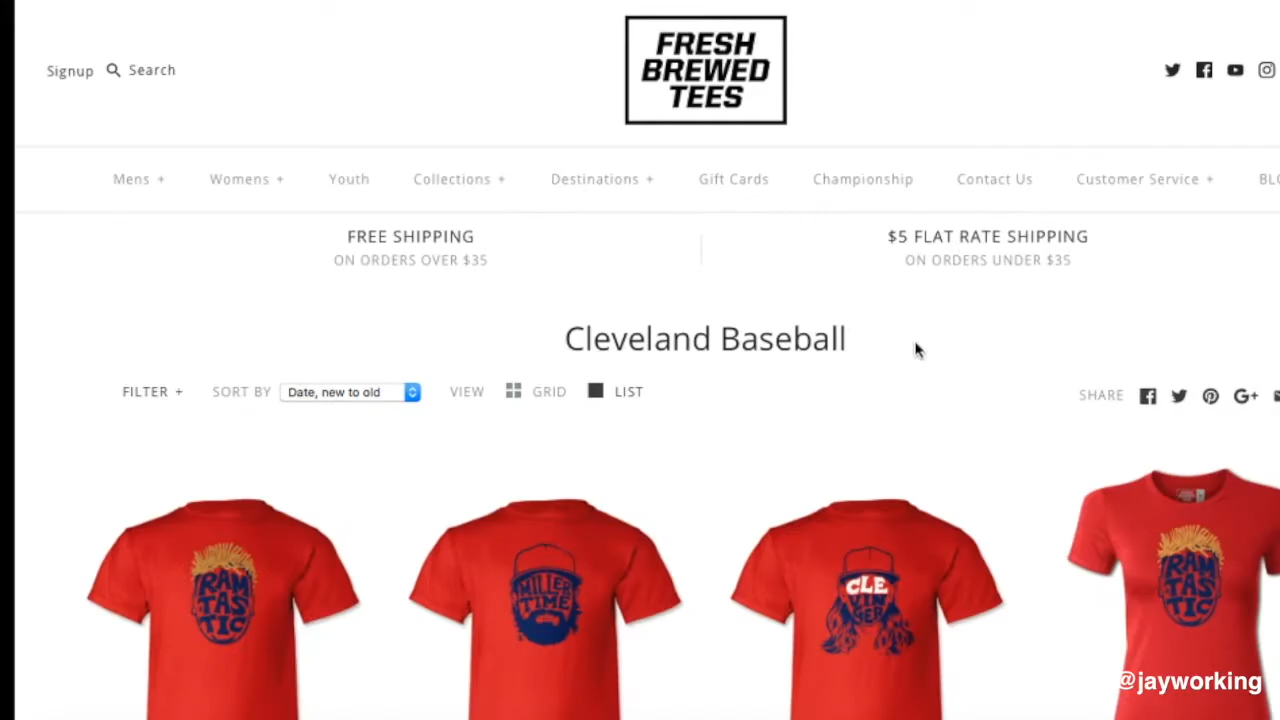 FRESH
BREWED
TEES
Signup Search
Mens + Womens + Youth Collections + Destinations + Gift Cards Championship Contact Us Customer Service +
FREE SHIPPING
ON ORDERS OVER $35
$5 FLAT RATE SHIPPING
ON ORDERS UNDER $35
Cleveland Baseball
FILTER + SORT BY Date, new to old VIEW GRID LIST
SHARE G+
RAM
TAS
TIC
MILLER
TIME
CLE
VIN
GER
RAM
TAS
TIC
@jayworking